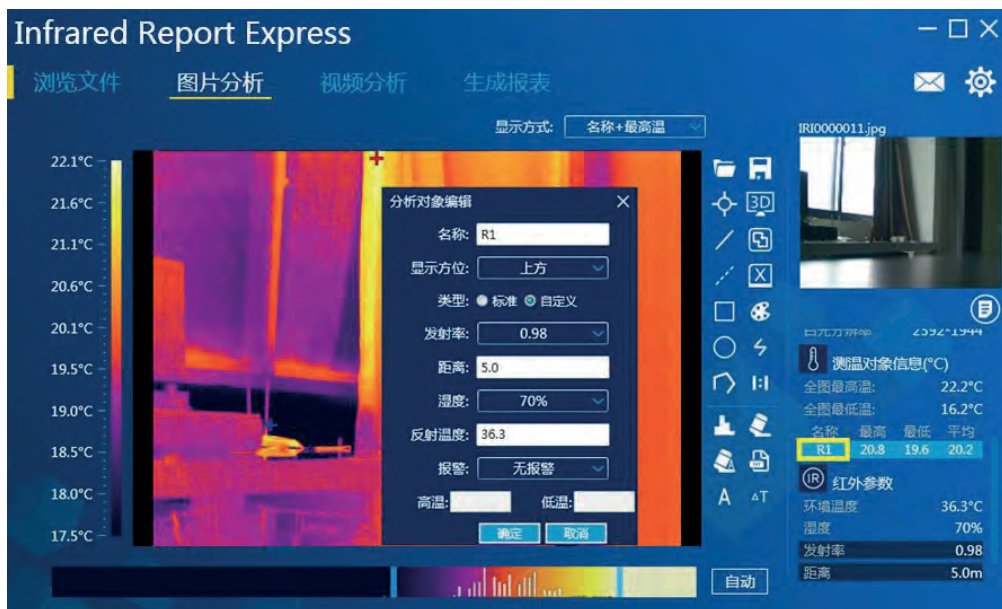 Infrared Report Express
浏览文件 图片分析 视频分析 生成报表
显示方式: 名称+最高温
IRI0000011.jpg
22.1°C
21.6°C
21.1°C
20.6°C
20.1°C
19.5°C
19.0°C
18.5°C
18.0°C
17.5°C
分析对象编辑
名称: R1
显示方位: 上方
类型: 标准 自定义
发射率: 0.98
距离: 5.0
湿度: 70%
反射温度: 36.3
报警: 无报警
高温: 低温:
确定 取消
3D
X
1:1
A
A ΔT
自动
白光分辨率 2592*1944
测温对象信息(°C)
全图最高温: 22.2°C
全图最低温: 16.2°C
名称 最高 最低 平均
R1 20.8 19.6 20.2
IR 红外参数
环境温度 36.3°C
湿度 70%
发射率 0.98
距离 5.0m